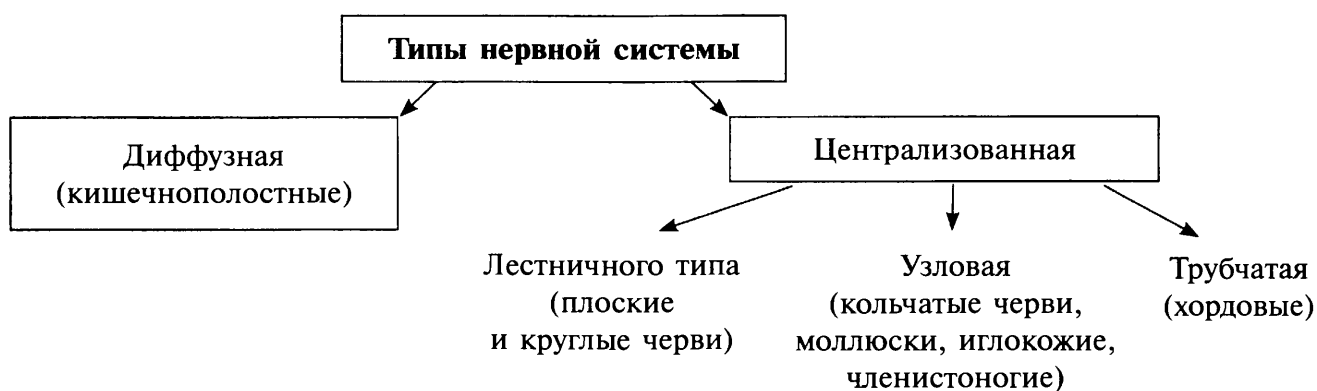 Типы нервной системы
Диффузная
(кишечнополостные)
Централизованная
Лестничного типа
(плоские
и круглые черви)
Узловая
(кольчатые черви,
моллюски, иглокожие,
членистоногие)
Трубчатая
(хордовые)